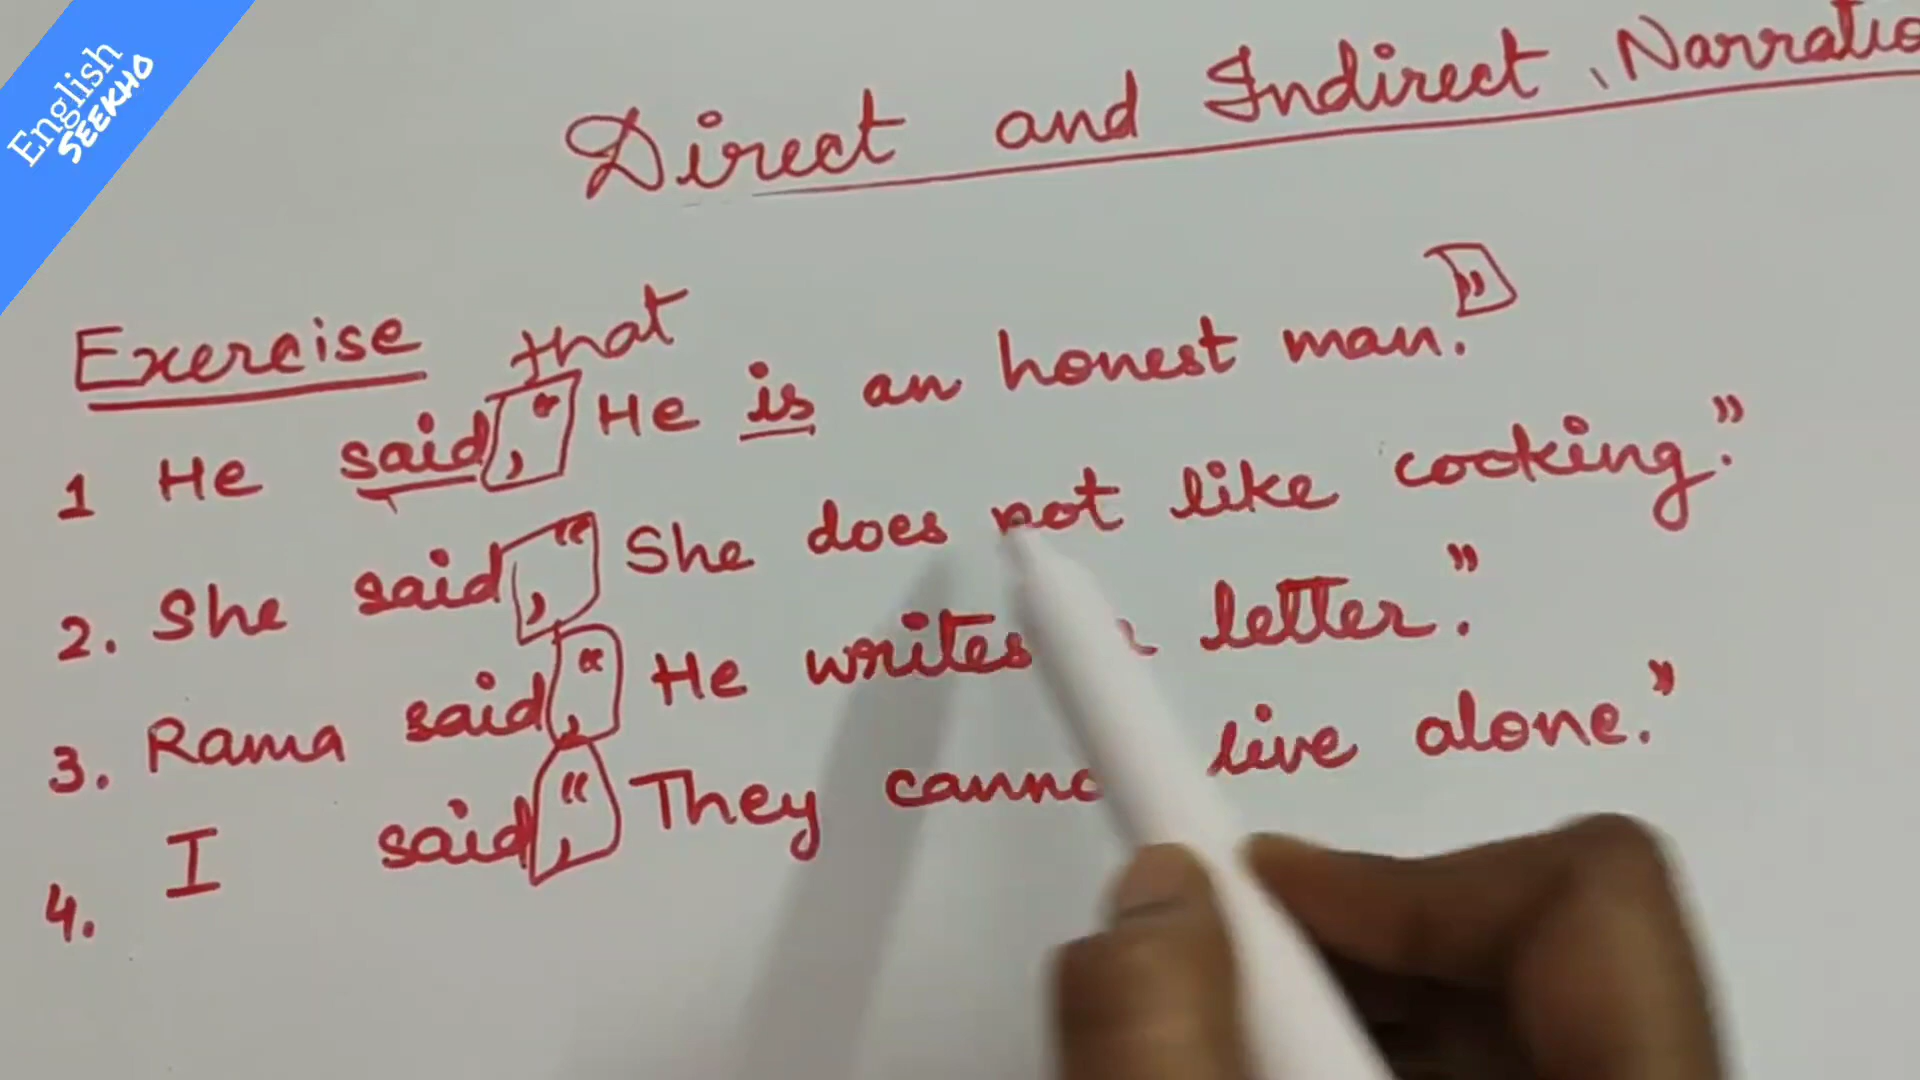 English
SEEKHO
Direct and Indirect Narratio
Exercise that
1 He said, " He is an honest man."
2. She said, " She does not like cooking."
3. Rama said, " He writes letter."
4. I said, " They live alone."